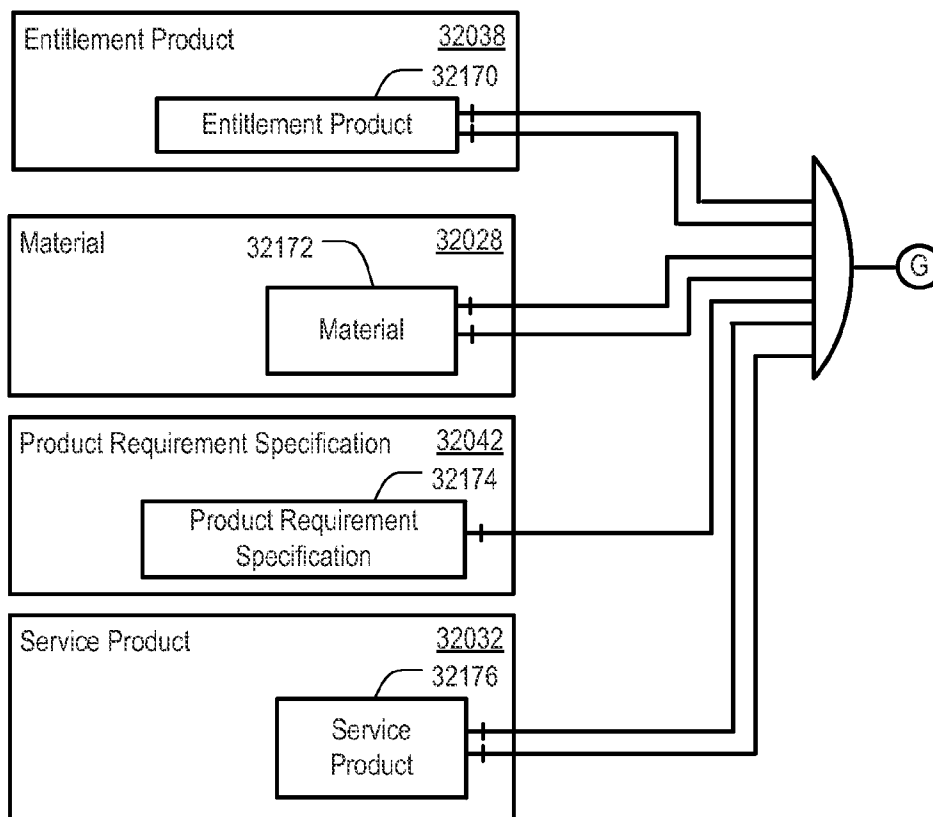 Entitlement Product 32038
32170
Entitlement Product
Material 32028
32172
Material
G
Product Requirement Specification 32042
32174
Product Requirement
Specification
Service Product 32032
32176
Service
Product